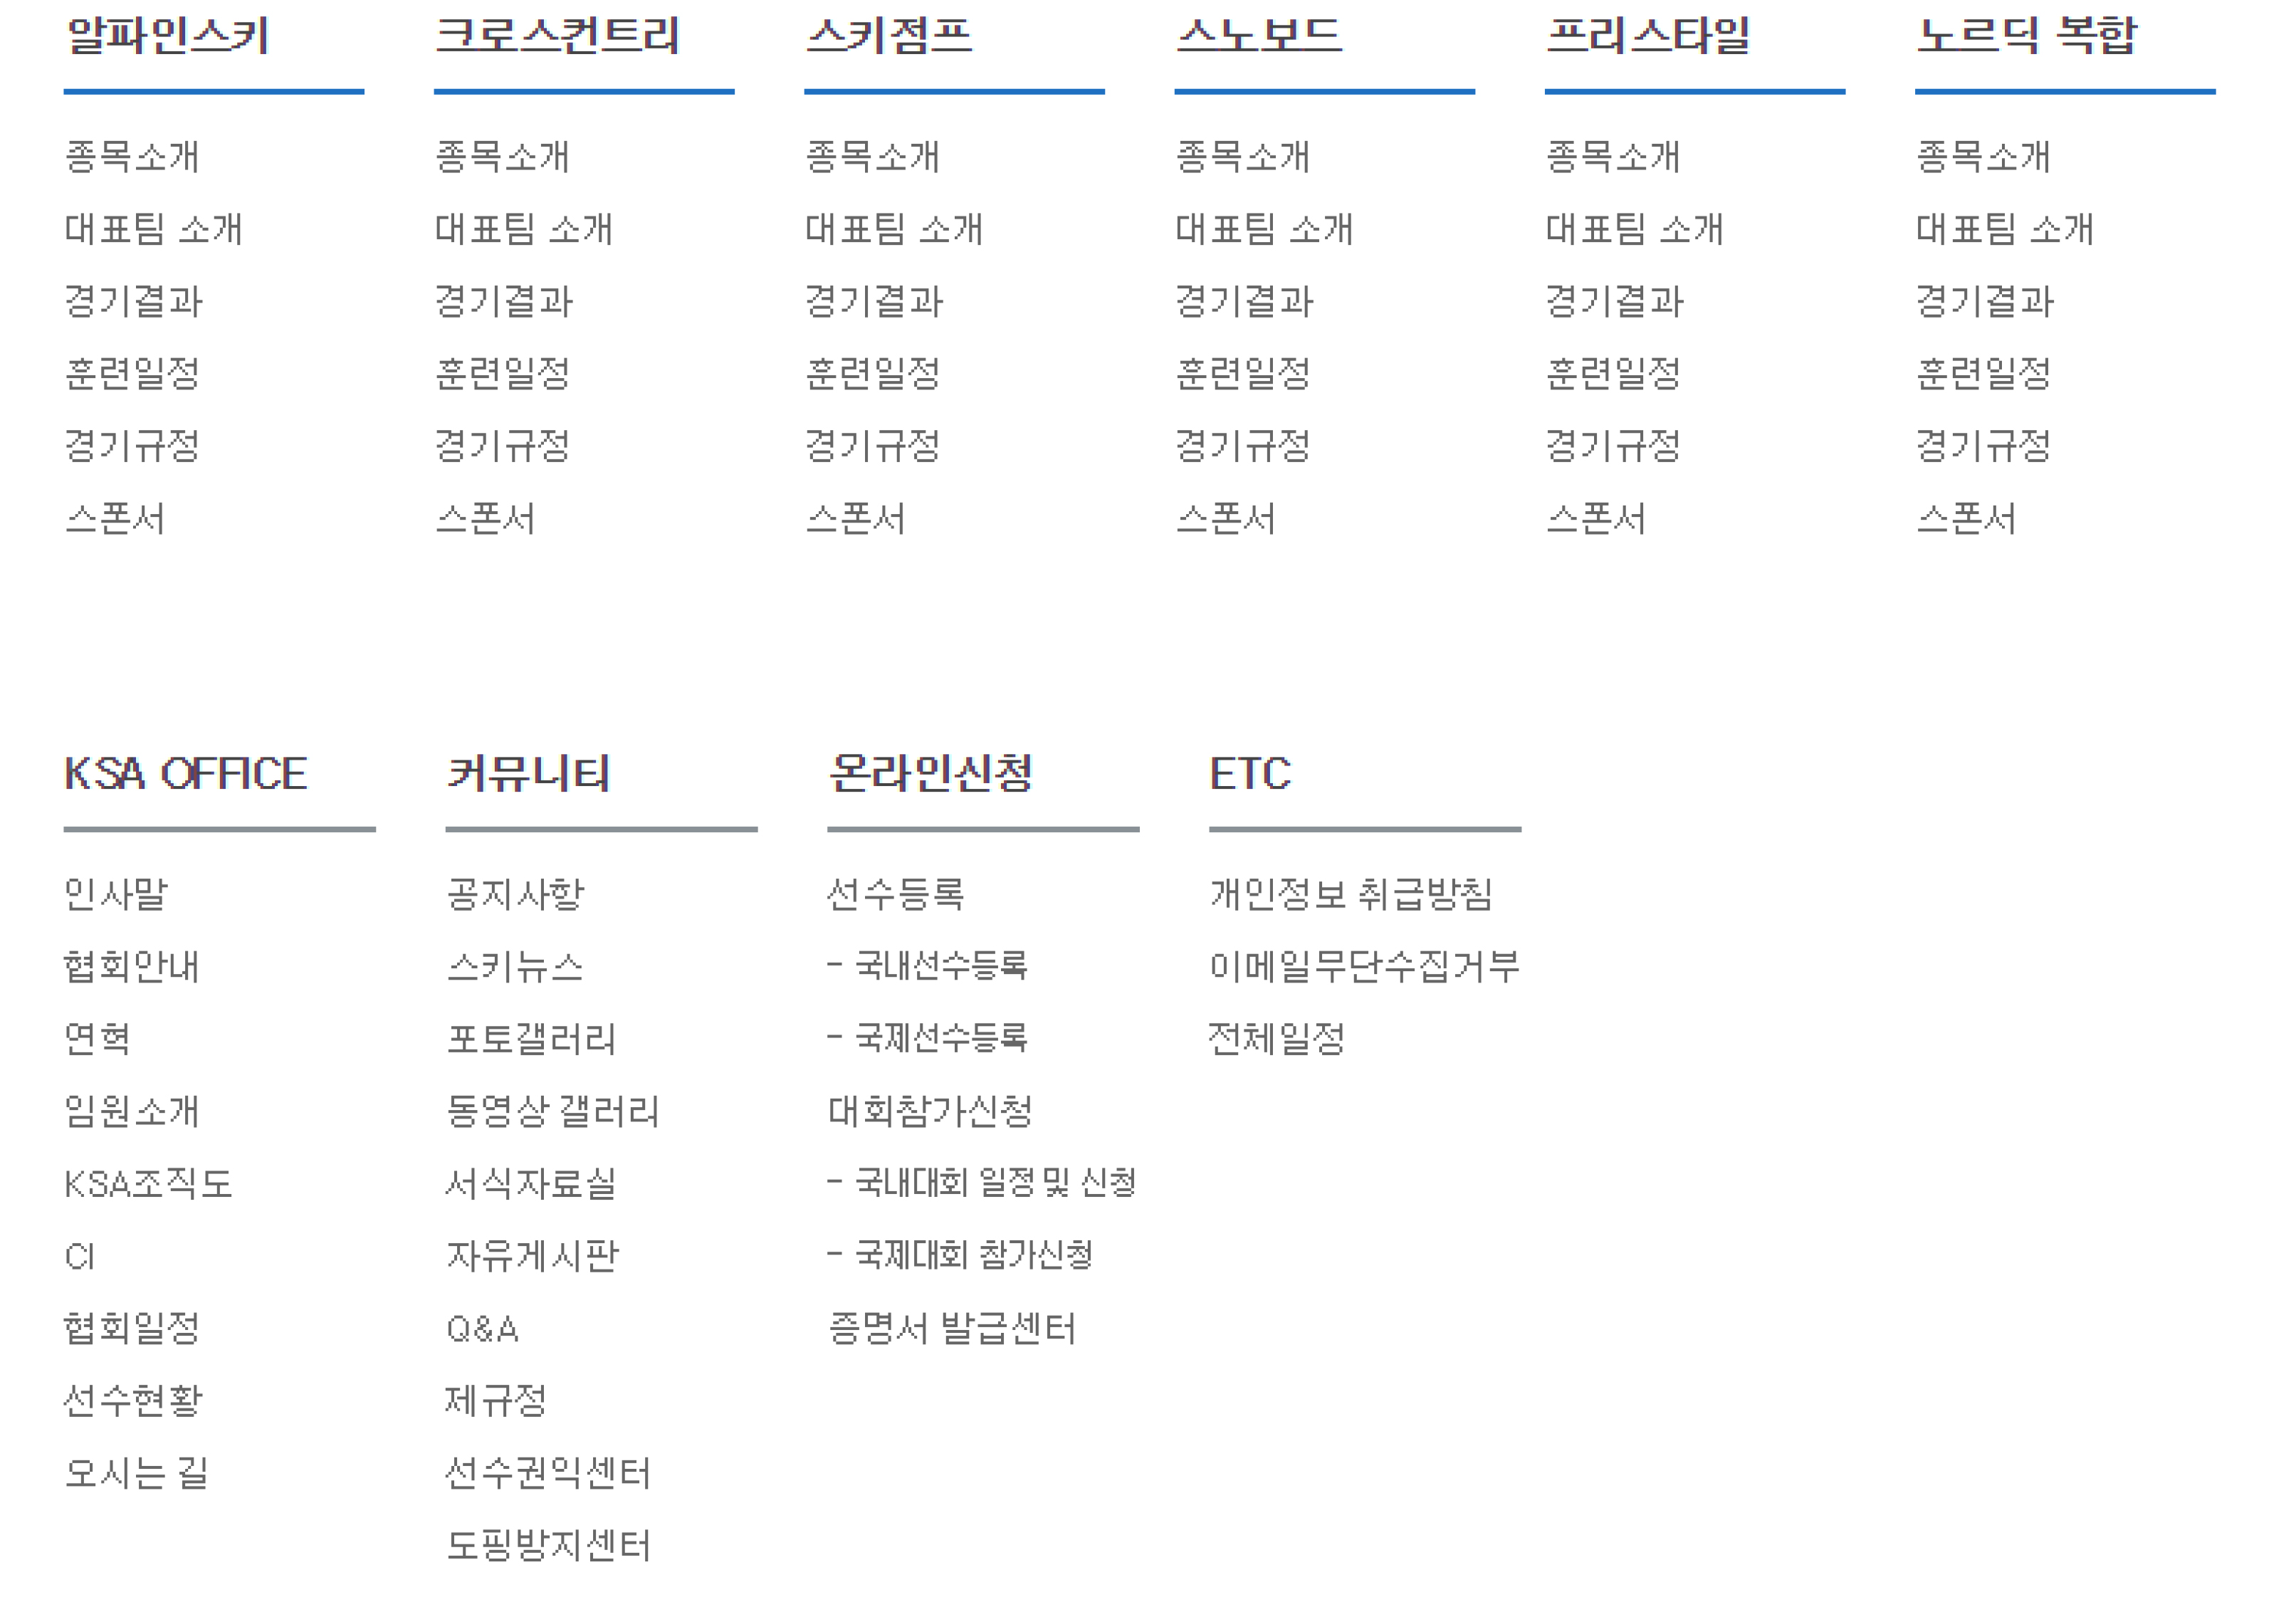 알파인스키
종목소개
대표팀 소개
경기결과
훈련일정
경기규정
스폰서
크로스컨트리
종목소개
대표팀 소개
경기결과
훈련일정
경기규정
스폰서
스키점프
종목소개
대표팀 소개
경기결과
훈련일정
경기규정
스폰서
스노보드
종목소개
대표팀 소개
경기결과
훈련일정
경기규정
스폰서
프리스타일
종목소개
대표팀 소개
경기결과
훈련일정
경기규정
스폰서
노르딕 복합
종목소개
대표팀 소개
경기결과
훈련일정
경기규정
스폰서
KSA OFFICE
인사말
협회안내
연혁
임원소개
KSA조직도
CI
협회일정
선수현황
오시는 길
커뮤니티
공지사항
스키뉴스
포토갤러리
동영상 갤러리
서식자료실
자유게시판
Q&A
제규정
선수권익센터
도핑방지센터
온라인신청
선수등록
- 국내선수등록
- 국제선수등록
대회참가신청
- 국내대회 일정 및 신청
- 국제대회 참가신청
증명서 발급센터
ETC
개인정보 취급방침
이메일무단수집거부
전체일정